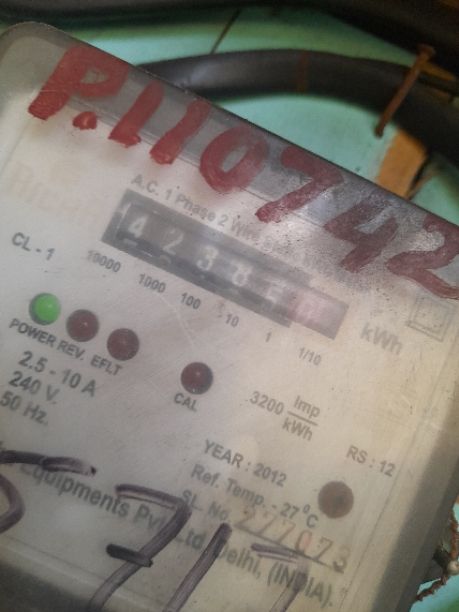 P.110742
A.C. 1 Phase 2 Wire
4 2 3 8
CL - 1
10000 1000 100 10 1 1/10
kWh
POWER REV. EFLT
CAL
2.5 - 10 A
240 V.
50 Hz.
3200 Imp/kWh
RS : 12
YEAR : 2012
Ref. Temp. : 27°C
SL. No. 277073
Equipments Pvt. Ltd. Delhi, (INDIA).